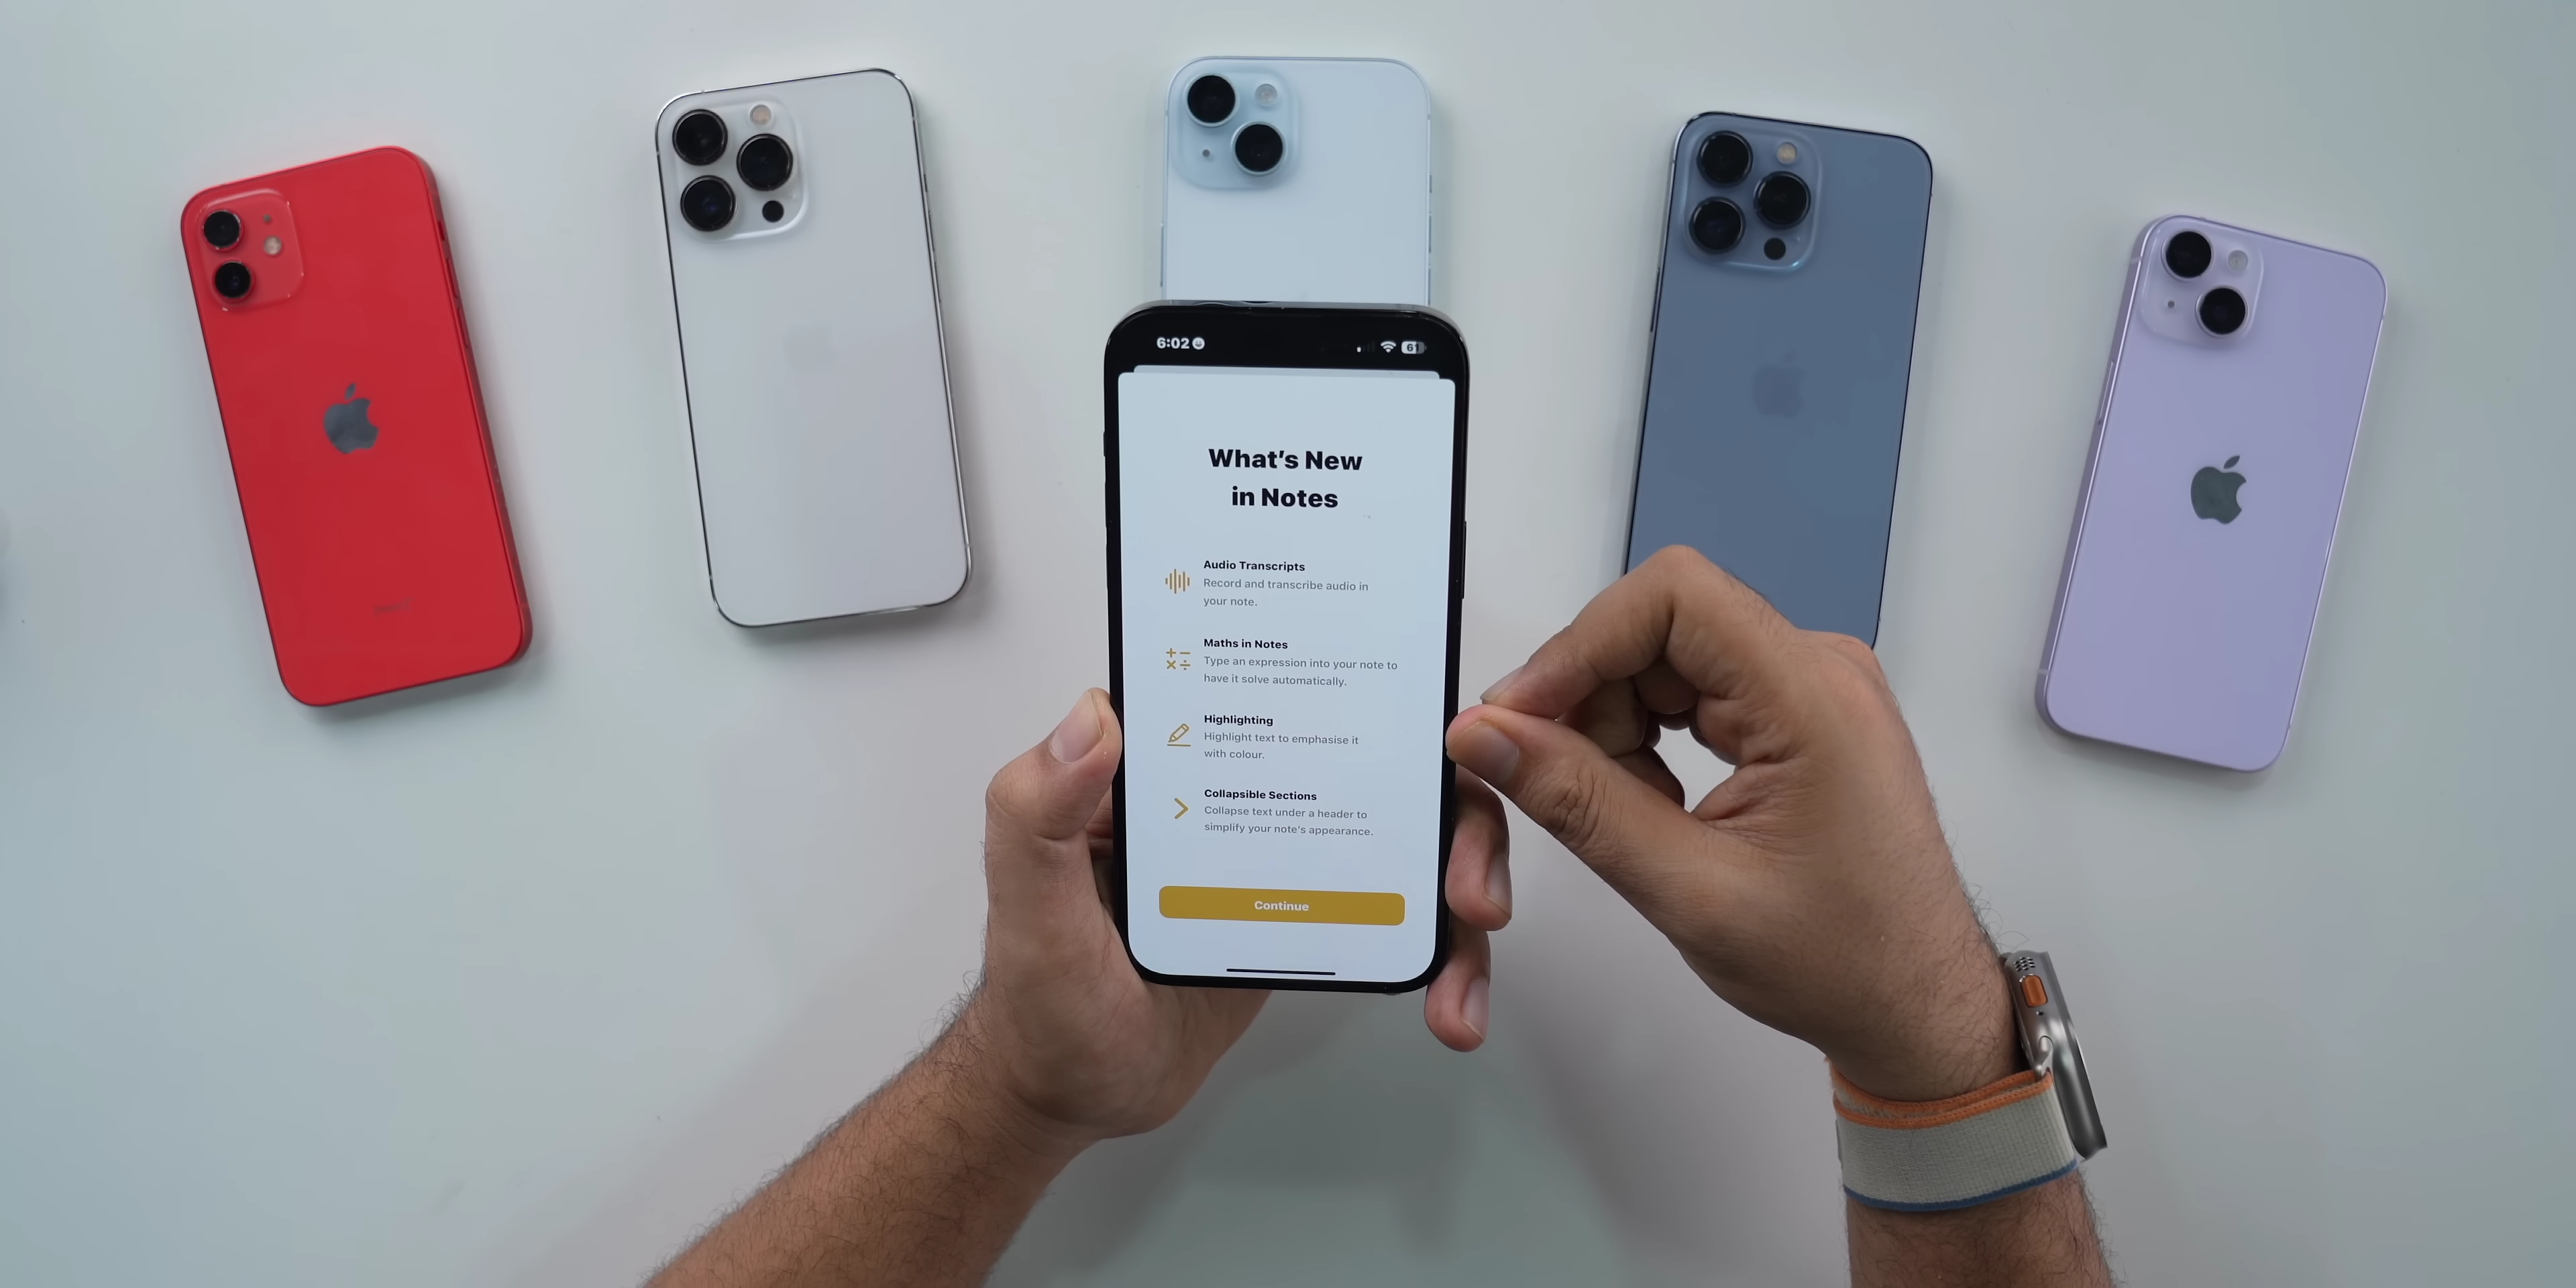 6:02
61
What's New
in Notes
Audio Transcripts
Record and transcribe audio in
your note.
Maths in Notes
Type an expression into your note to
have it solve automatically.
Highlighting
Highlight text to emphasise it
with colour.
Collapsible Sections
Collapse text under a header to
simplify your note's appearance.
Continue